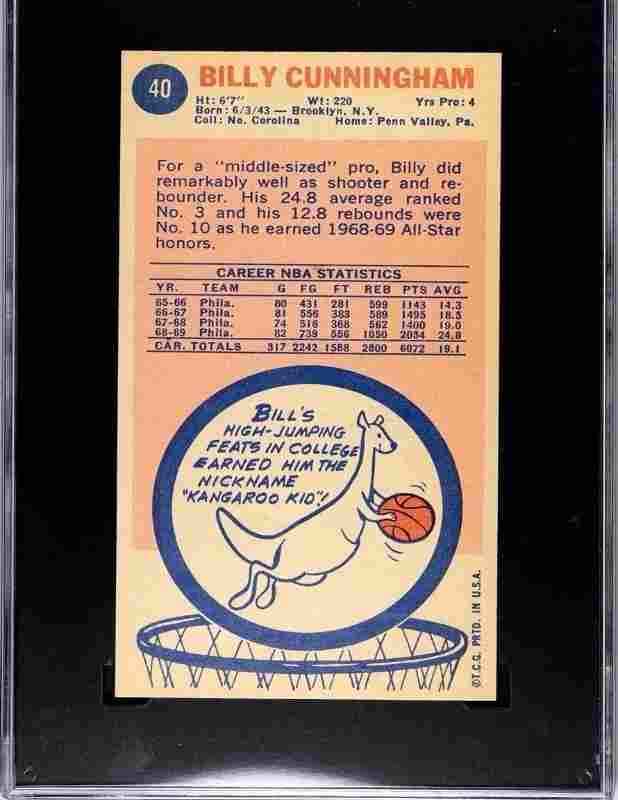 40
BILLY CUNNINGHAM
Ht: 6'7" Wt: 220 Yrs Pro: 4
Born: 6/3/43 — Brooklyn, N.Y.
Coll: No. Corolina Home: Penn Valley, Pa.
For a "middle-sized" pro, Billy did
remarkably well as shooter and re-
bounder. His 24.8 average ranked
No. 3 and his 12.8 rebounds were
No. 10 as he earned 1968-69 All-Star
honors.
CAREER NBA STATISTICS
YR. TEAM G FG FT REB PTS AVG
65-66 Phila. 80 431 281 599 1143 14.3
66-67 Phila. 81 556 383 589 1495 18.5
67-68 Phila. 74 516 368 562 1400 19.0
68-69 Phila. 82 739 556 1050 2034 24.8
CAR. TOTALS 317 2242 1588 2800 6072 19.1
BILL'S
HIGH-JUMPING
FEATS IN COLLEGE
EARNED HIM THE
NICKNAME
"KANGAROO KID"!
©T.C.G. PRTD. IN U.S.A.